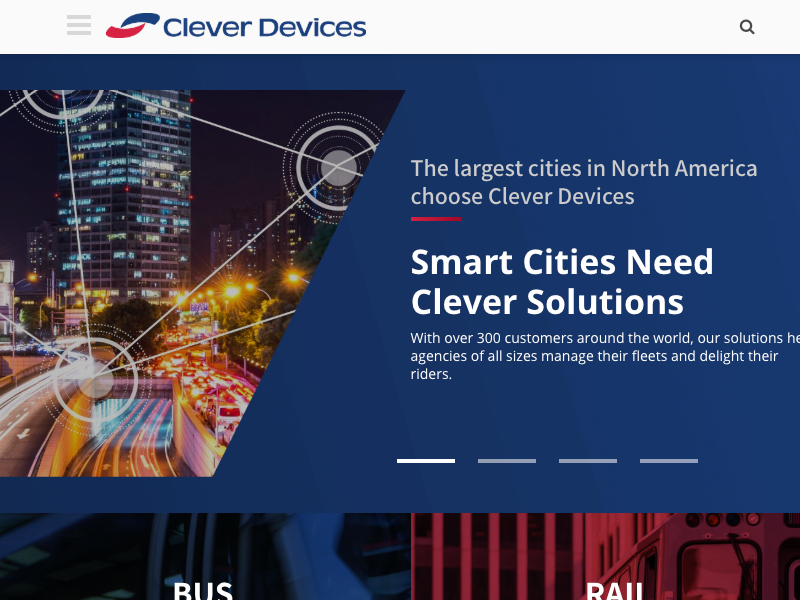 Clever Devices
The largest cities in North America
choose Clever Devices
Smart Cities Need
Clever Solutions
With over 300 customers around the world, our solutions
agencies of all sizes manage their fleets and delight their
riders.
BUS
RAIL